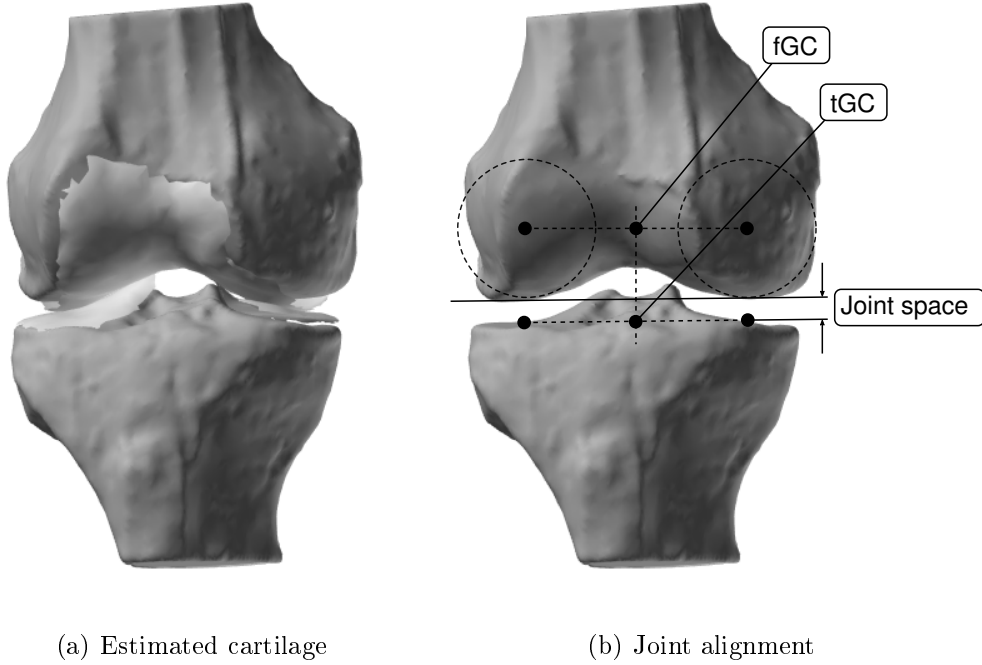 fGC
tGC
Joint space
(a) Estimated cartilage
(b) Joint alignment